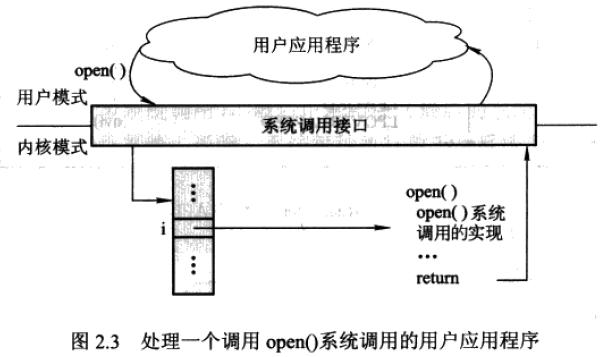 用户应用程序
open( )
用户模式
系统调用接口
内核模式
open( )
i
open( )系统
调用的实现
•••
return
图 2.3 处理一个调用 open()系统调用的用户应用程序